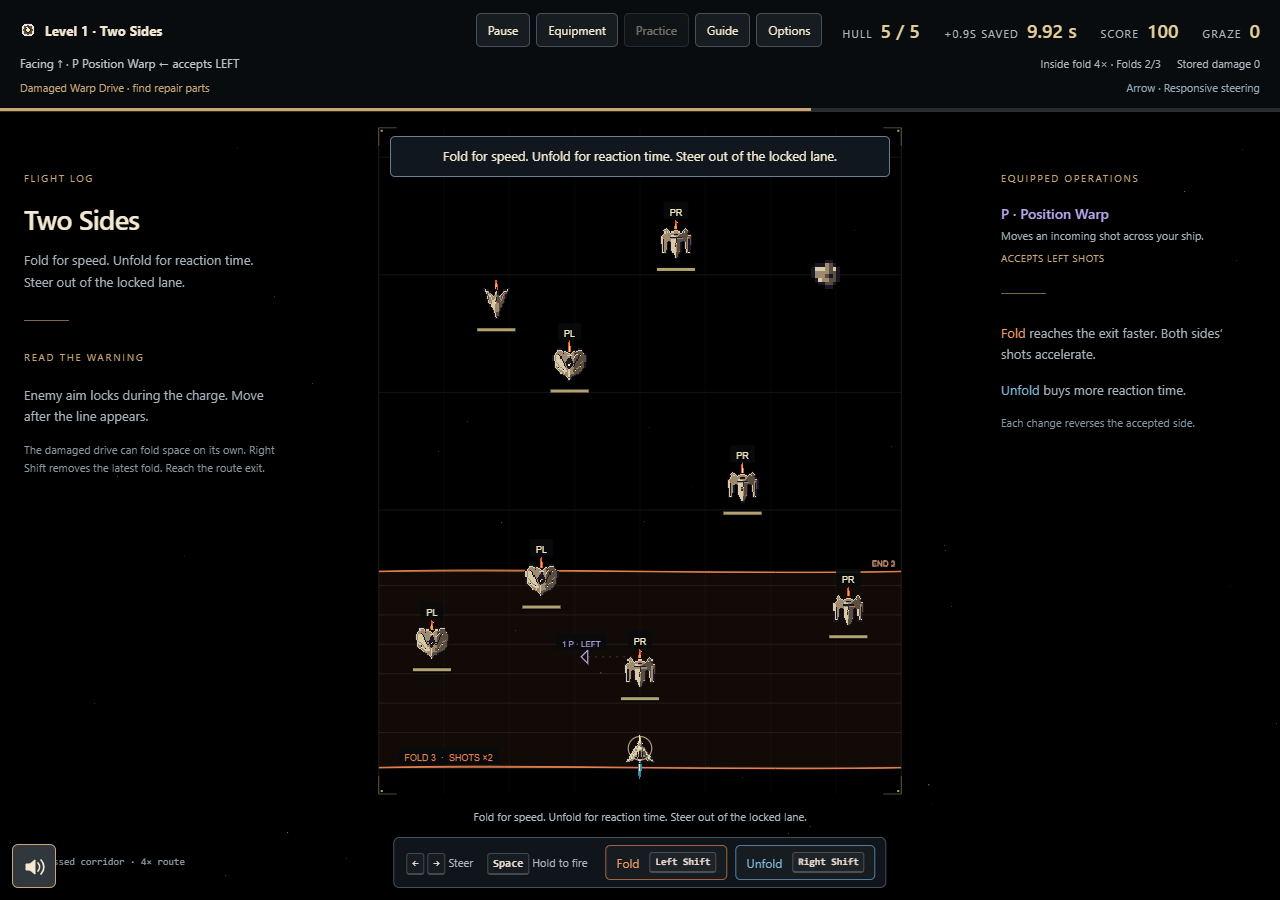 Level 1 · Two Sides
Pause
Equipment
Practice
Guide
Options
HULL 5 / 5
+0.9S SAVED 9.92 s
SCORE 100
GRAZE 0
Facing ↑ · P Position Warp ← accepts LEFT
Inside fold 4× · Folds 2/3
Stored damage 0
Damaged Warp Drive · find repair parts
Arrow · Responsive steering
Fold for speed. Unfold for reaction time. Steer out of the locked lane.
FLIGHT LOG
Two Sides
Fold for speed. Unfold for reaction time.
Steer out of the locked lane.
READ THE WARNING
Enemy aim locks during the charge. Move
after the line appears.
The damaged drive can fold space on its own. Right
Shift removes the latest fold. Reach the route exit.
PR
PL
PR
PL
END 3
PR
PL
1 P · LEFT
PR
FOLD 3 · SHOTS ×2
EQUIPPED OPERATIONS
P · Position Warp
Moves an incoming shot across your ship.
ACCEPTS LEFT SHOTS
Fold reaches the exit faster. Both sides'
shots accelerate.
Unfold buys more reaction time.
Each change reverses the accepted side.
Fold for speed. Unfold for reaction time. Steer out of the locked lane.
corridor · 4× route
← → Steer
Space Hold to fire
Fold Left Shift
Unfold Right Shift